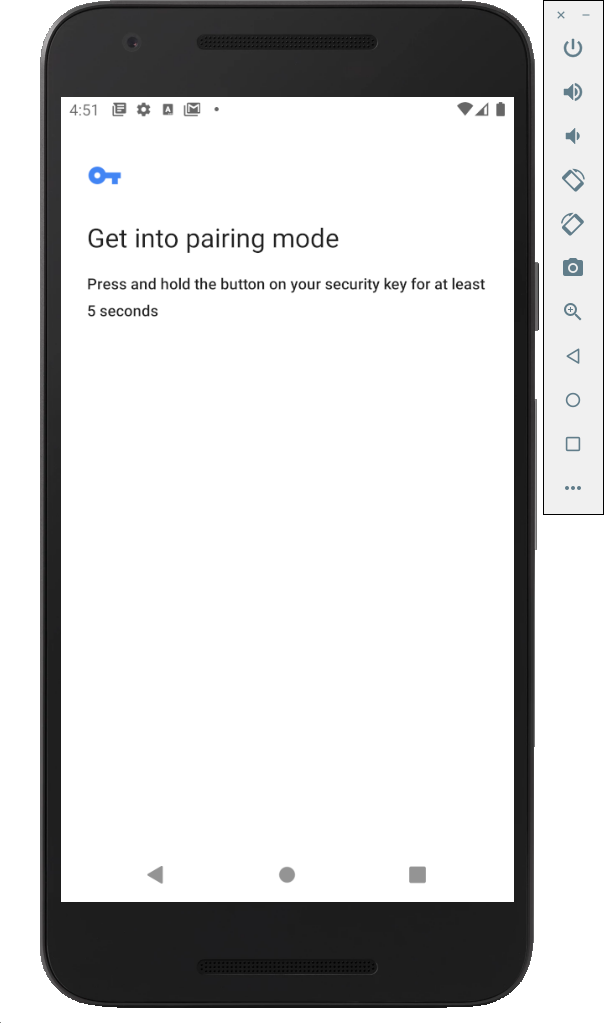 4:51
Get into pairing mode
Press and hold the button on your security key for at least
5 seconds